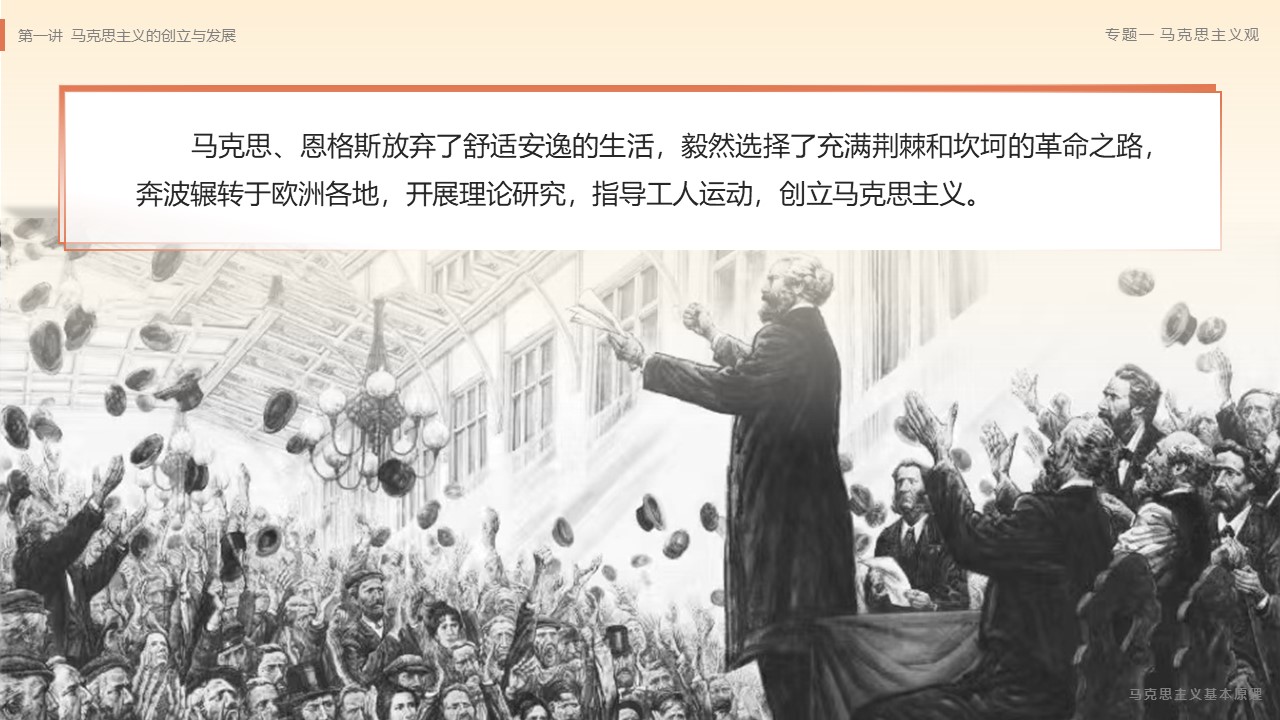 第一讲 马克思主义的创立与发展
专题一 马克思主义观
马克思、恩格斯放弃了舒适安逸的生活，毅然选择了充满荆棘和坎坷的革命之路，
奔波辗转于欧洲各地，开展理论研究，指导工人运动，创立马克思主义。
马克思主义基本原理